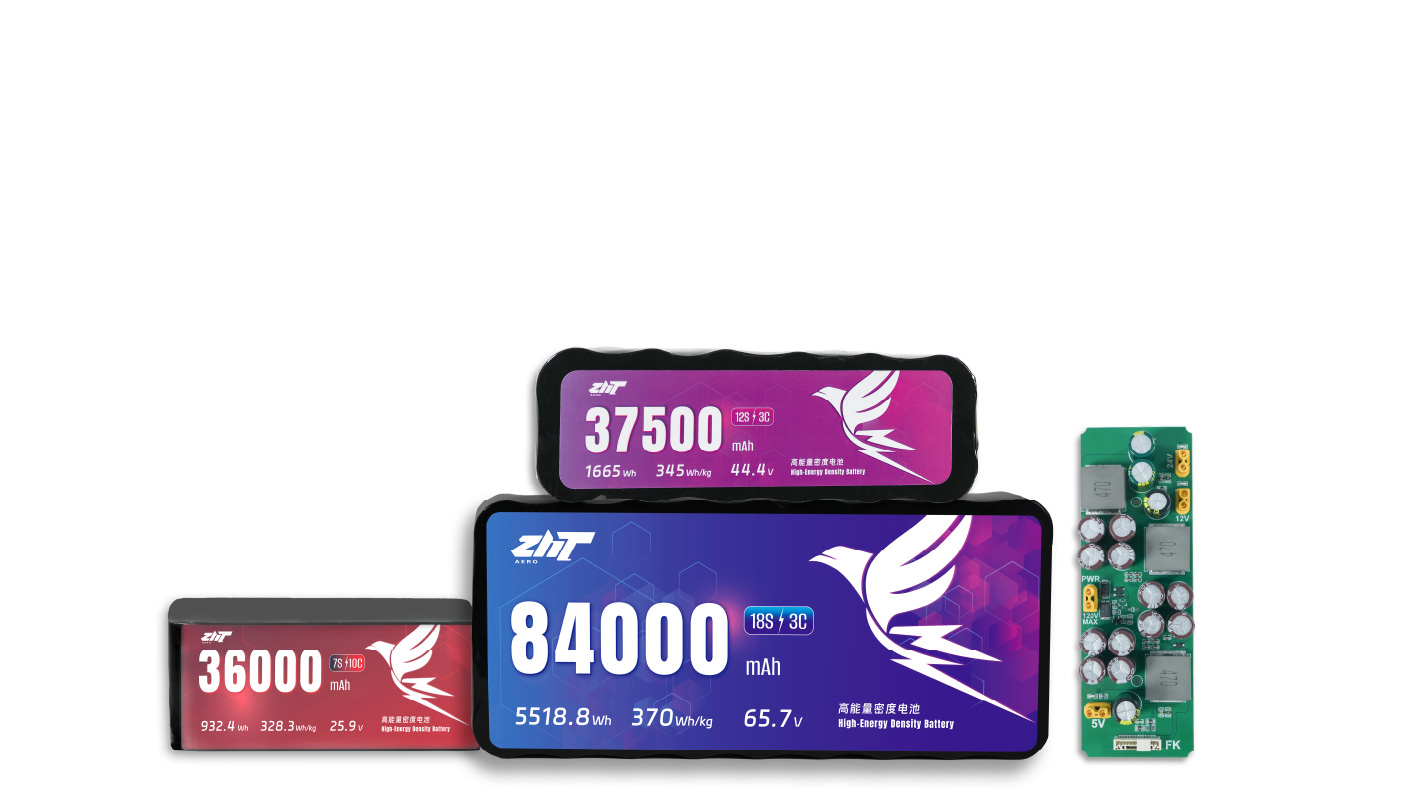 ZHT
AERO
37500 mAh
12S 3C
1665 Wh 345 Wh/kg 44.4 V
高能量密度电池
High-Energy Density Battery
ZHT
AERO
84000 mAh
18S 3C
5518.8 Wh 370 Wh/kg 65.7 V
高能量密度电池
High-Energy Density Battery
ZHT
36000 mAh
7S 10C
932.4 Wh 328.3 Wh/kg 25.9 V
高能量密度电池
High-Energy Density Battery
24V
470
12V
470
PWR
120V
MAX
470
5V
FK